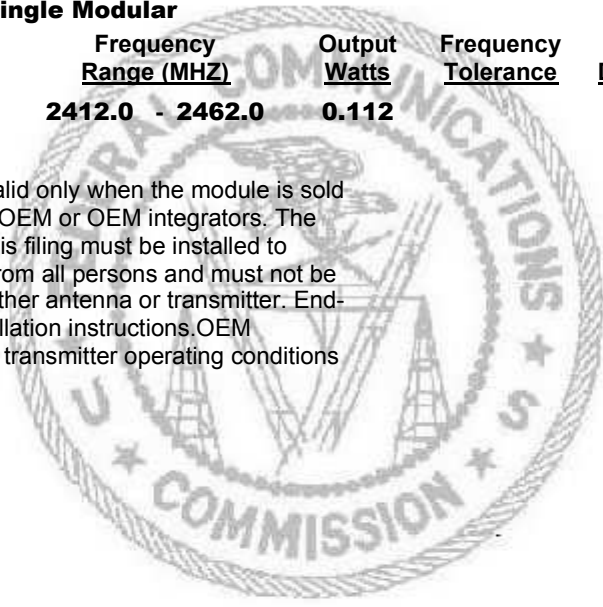 ingle Modular
Frequency Output Frequency
Range (MHZ) Watts Tolerance
2412.0 - 2462.0 0.112
alid only when the module is sold
OEM or OEM integrators. The
is filing must be installed to
rom all persons and must not be
ther antenna or transmitter. End-
llation instructions.OEM
transmitter operating conditions
FEDERAL COMMUNICATIONS
COMMISSION
U S